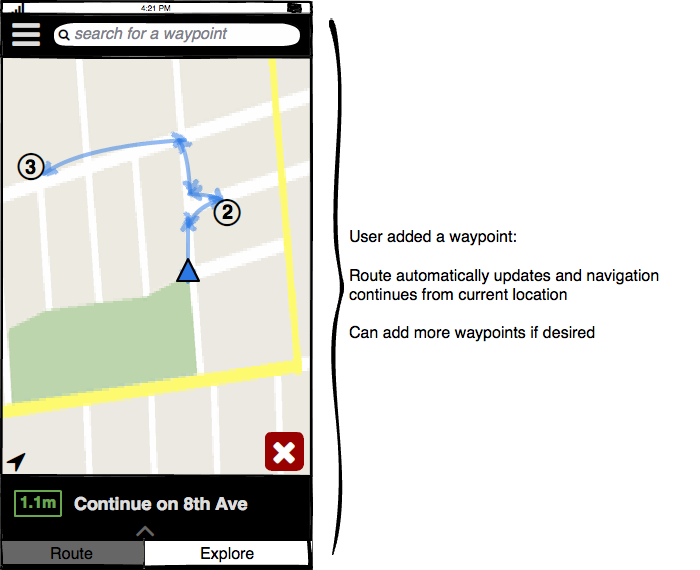 4:21 PM
search for a waypoint
3
2
User added a waypoint:
Route automatically updates and navigation
continues from current location
Can add more waypoints if desired
1.1m Continue on 8th Ave
Route Explore